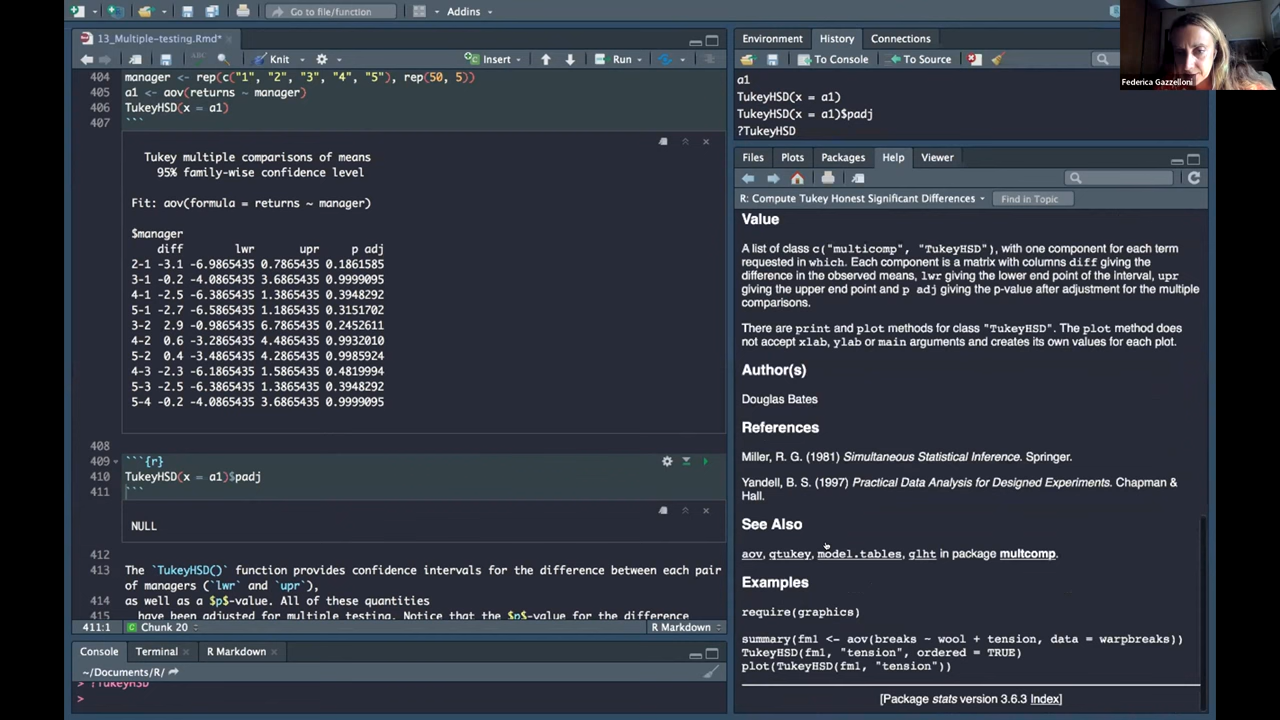 Go to file/function
Addins
13_Multiple-testing.Rmd*
Knit
Insert
Run
404 manager <- rep(c("1", "2", "3", "4", "5"), rep(50, 5))
405 a1 <- aov(returns ~ manager)
406 TukeyHSD(x = a1)
407 ```
Tukey multiple comparisons of means
95% family-wise confidence level
Fit: aov(formula = returns ~ manager)
$manager
diff lwr upr p adj
2-1 -3.1 -6.9865435 0.7865435 0.1861585
3-1 -0.2 -4.0865435 3.6865435 0.9999095
4-1 -2.5 -6.3865435 1.3865435 0.3948292
5-1 -2.7 -6.5865435 1.1865435 0.3151702
3-2 2.9 -0.9865435 6.7865435 0.2452611
4-2 0.6 -3.2865435 4.4865435 0.9932010
5-2 0.4 -3.4865435 4.2865435 0.9985924
4-3 -2.3 -6.1865435 1.5865435 0.4819994
5-3 -2.5 -6.3865435 1.3865435 0.3948292
5-4 -0.2 -4.0865435 3.6865435 0.9999095
408
409 ```{r}
410 TukeyHSD(x = a1)$padj
411 ```
NULL
412
413 The `TukeyHSD()` function provides confidence intervals for the difference between each pair
of managers (`lwr` and `upr`),
414 as well as a $p$-value. All of these quantities
415 have been adjusted for multiple testing. Notice that the $p$-value for the difference
411:1 Chunk 20 R Markdown
Console Terminal R Markdown
~/Documents/R/
> ?TukeyHSD
>
Environment History Connections
To Console To Source
a1
TukeyHSD(x = a1)
TukeyHSD(x = a1)$padj
?TukeyHSD
Files Plots Packages Help Viewer
R: Compute Tukey Honest Significant Differences
Find in Topic
Value
A list of class c("multicomp", "TukeyHSD"), with one component for each term
requested in which. Each component is a matrix with columns diff giving the
difference in the observed means, lwr giving the lower end point of the interval, upr
giving the upper end point and p adj giving the p-value after adjustment for the multiple
comparisons.
There are print and plot methods for class "TukeyHSD". The plot method does
not accept xlab, ylab or main arguments and creates its own values for each plot.
Author(s)
Douglas Bates
References
Miller, R. G. (1981) Simultaneous Statistical Inference. Springer.
Yandell, B. S. (1997) Practical Data Analysis for Designed Experiments. Chapman &
Hall.
See Also
aov, qtukey, model.tables, glht in package multcomp.
Examples
require(graphics)
summary(fm1 <- aov(breaks ~ wool + tension, data = warpbreaks))
TukeyHSD(fm1, "tension", ordered = TRUE)
plot(TukeyHSD(fm1, "tension"))
[Package stats version 3.6.3 Index]
Federica Gazzelloni